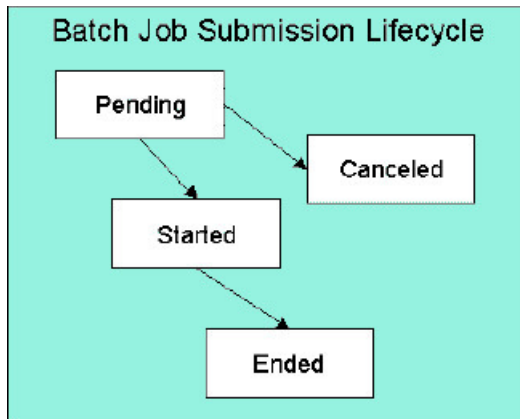 Batch Job Submission Lifecycle
Pending
Canceled
Started
Ended